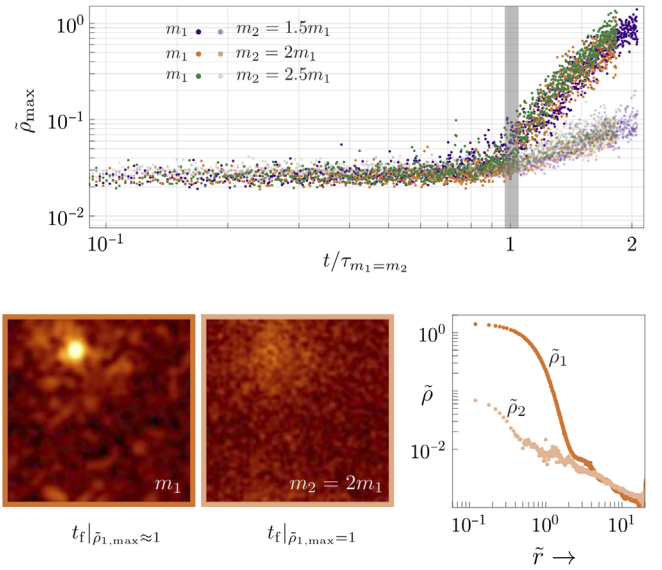 10⁰
10⁻¹
10⁻²
ρ̃_max
m₁ m₂ = 1.5m₁
m₁ m₂ = 2m₁
m₁ m₂ = 2.5m₁
10⁻¹ 1 2
t/τ_{m₁=m₂}
m₁
m₂ = 2m₁
t_f|_{ρ̃₁,max≈1}
t_f|_{ρ̃₁,max=1}
10⁰
ρ̃
10⁻²
ρ̃₁
ρ̃₂
10⁻¹ 10⁰ 10¹
r̃ →